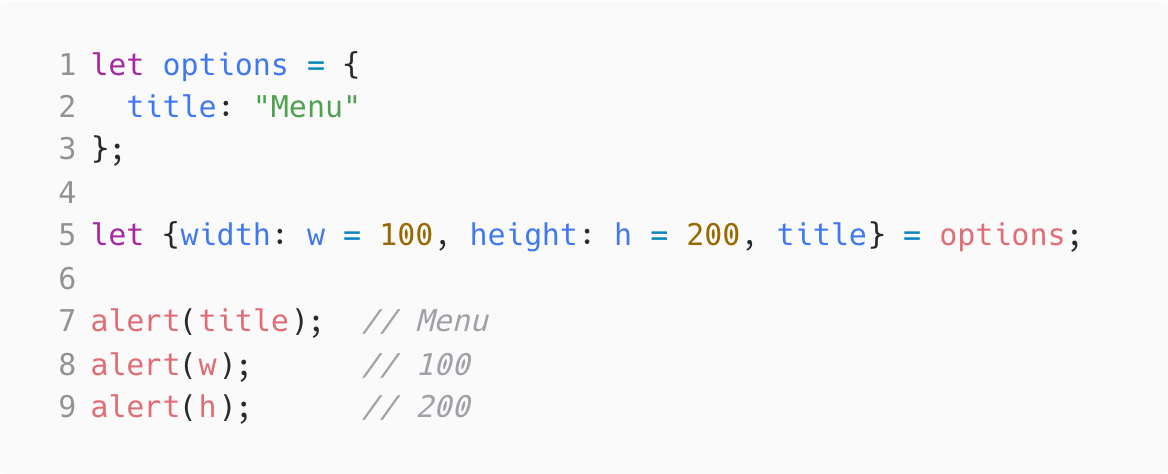 1 let options = {
2   title: "Menu"
3 };
4
5 let {width: w = 100, height: h = 200, title} = options;
6
7 alert(title);  // Menu
8 alert(w);      // 100
9 alert(h);      // 200